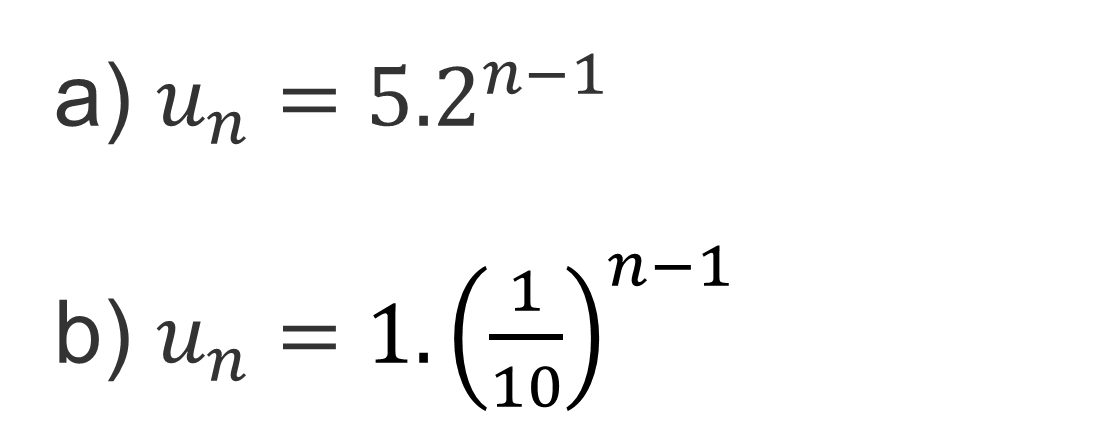 a) uₙ = 5.2ⁿ⁻¹
b) uₙ = 1.(1/10)ⁿ⁻¹